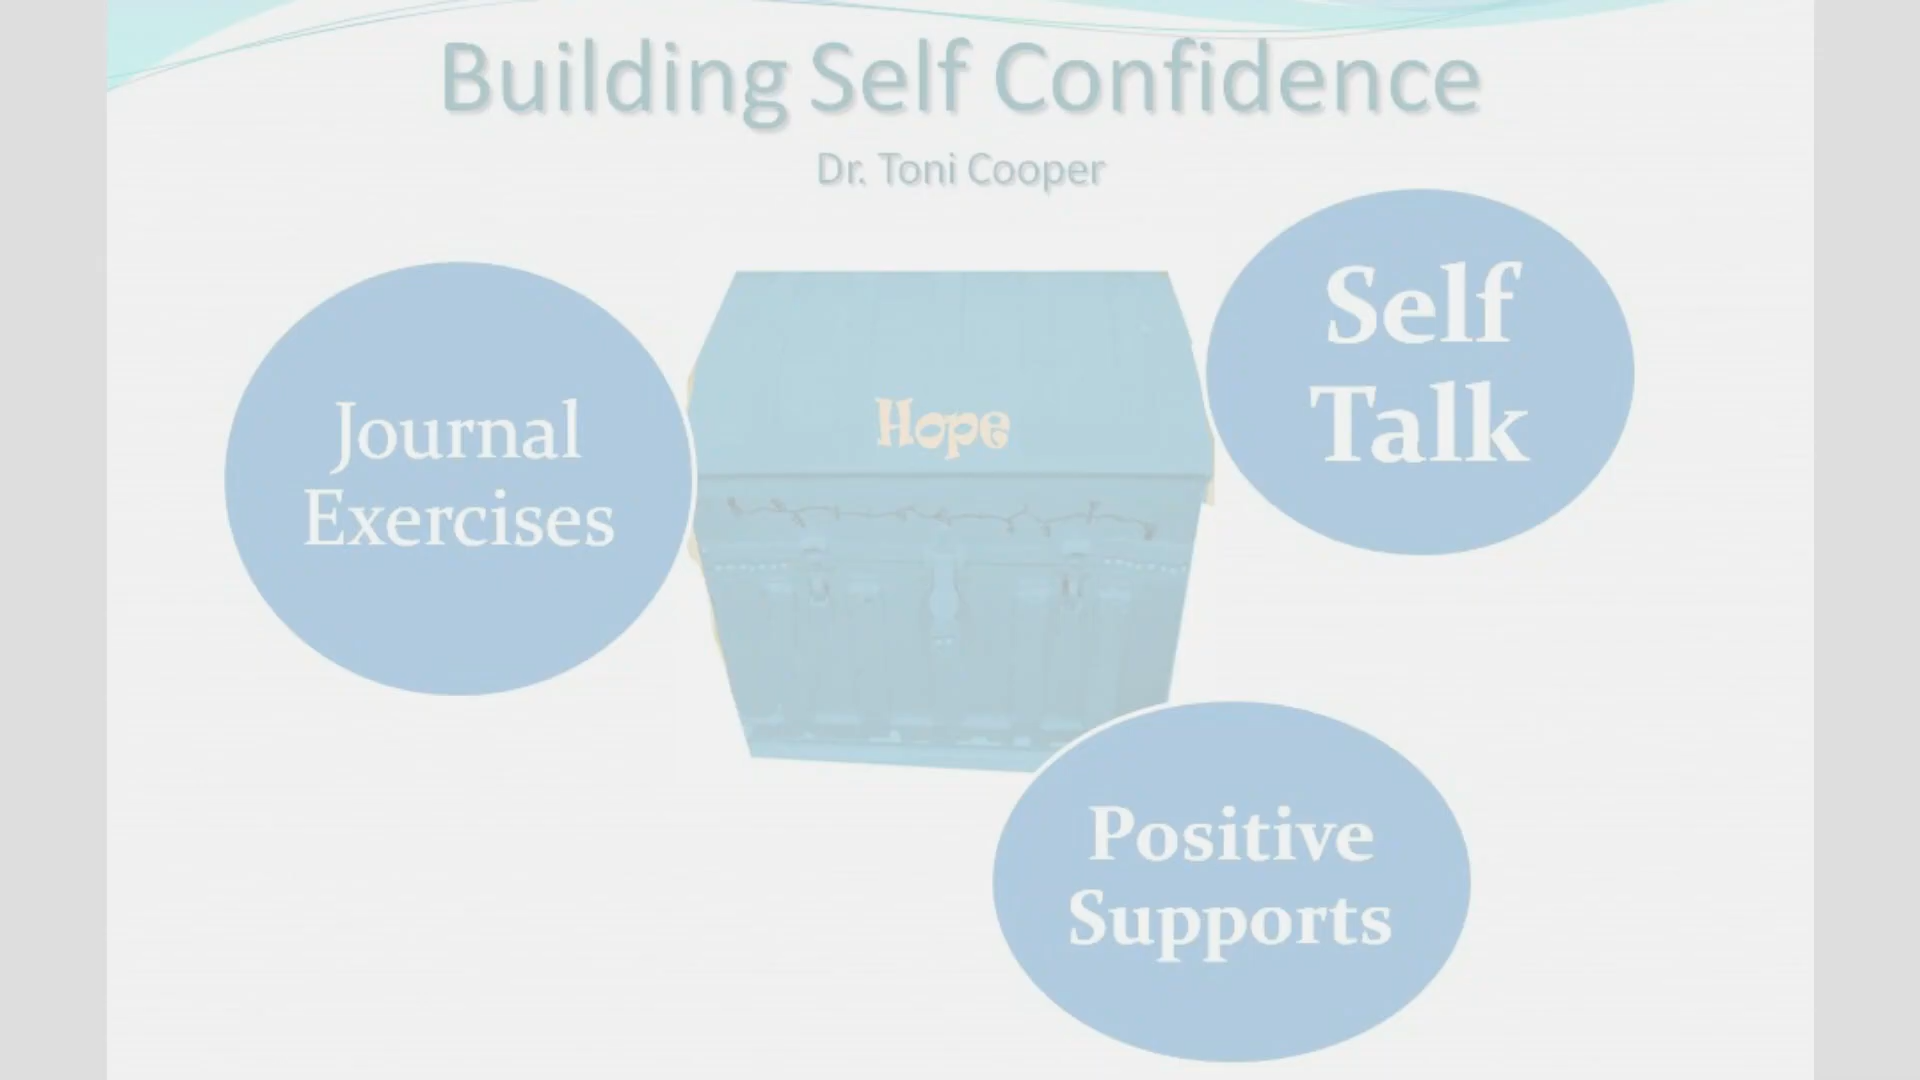 Building Self Confidence
Dr. Toni Cooper
Journal
Exercises
Hope
Self
Talk
Positive
Supports